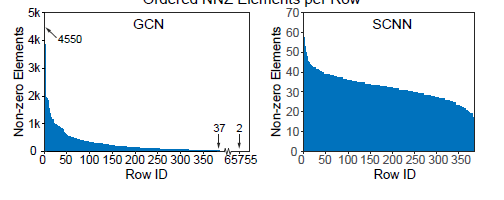 Ordered NNZ Elements per Row
GCN
Non-zero Elements
5k
4k
3k
2k
1k
0
4550
37
2
0 50 100 150 200 250 300 350 65755
Row ID
SCNN
Non-zero Elements
70
60
50
40
30
20
10
0
0 50 100 150 200 250 300 350
Row ID